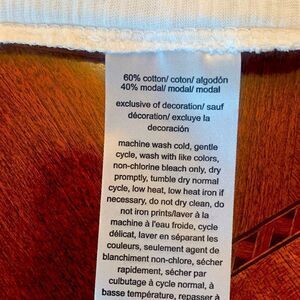 60% cotton/ coton/ algodón
40% modal/ modal/ modal
exclusive of decoration/ sauf
décoration/ excluye la
decoración
machine wash cold, gentle
cycle, wash with like colors,
non-chlorine bleach only, dry
promptly, tumble dry normal
cycle, low heat, low heat iron if
necessary, do not dry clean, do
not iron prints/laver à la
machine à l'eau froide, cycle
délicat, laver en séparant les
couleurs, seulement agent de
blanchiment non-chlore, sécher
rapidement, sécher par
culbutage à cycle normal, à
basse température, repasser à